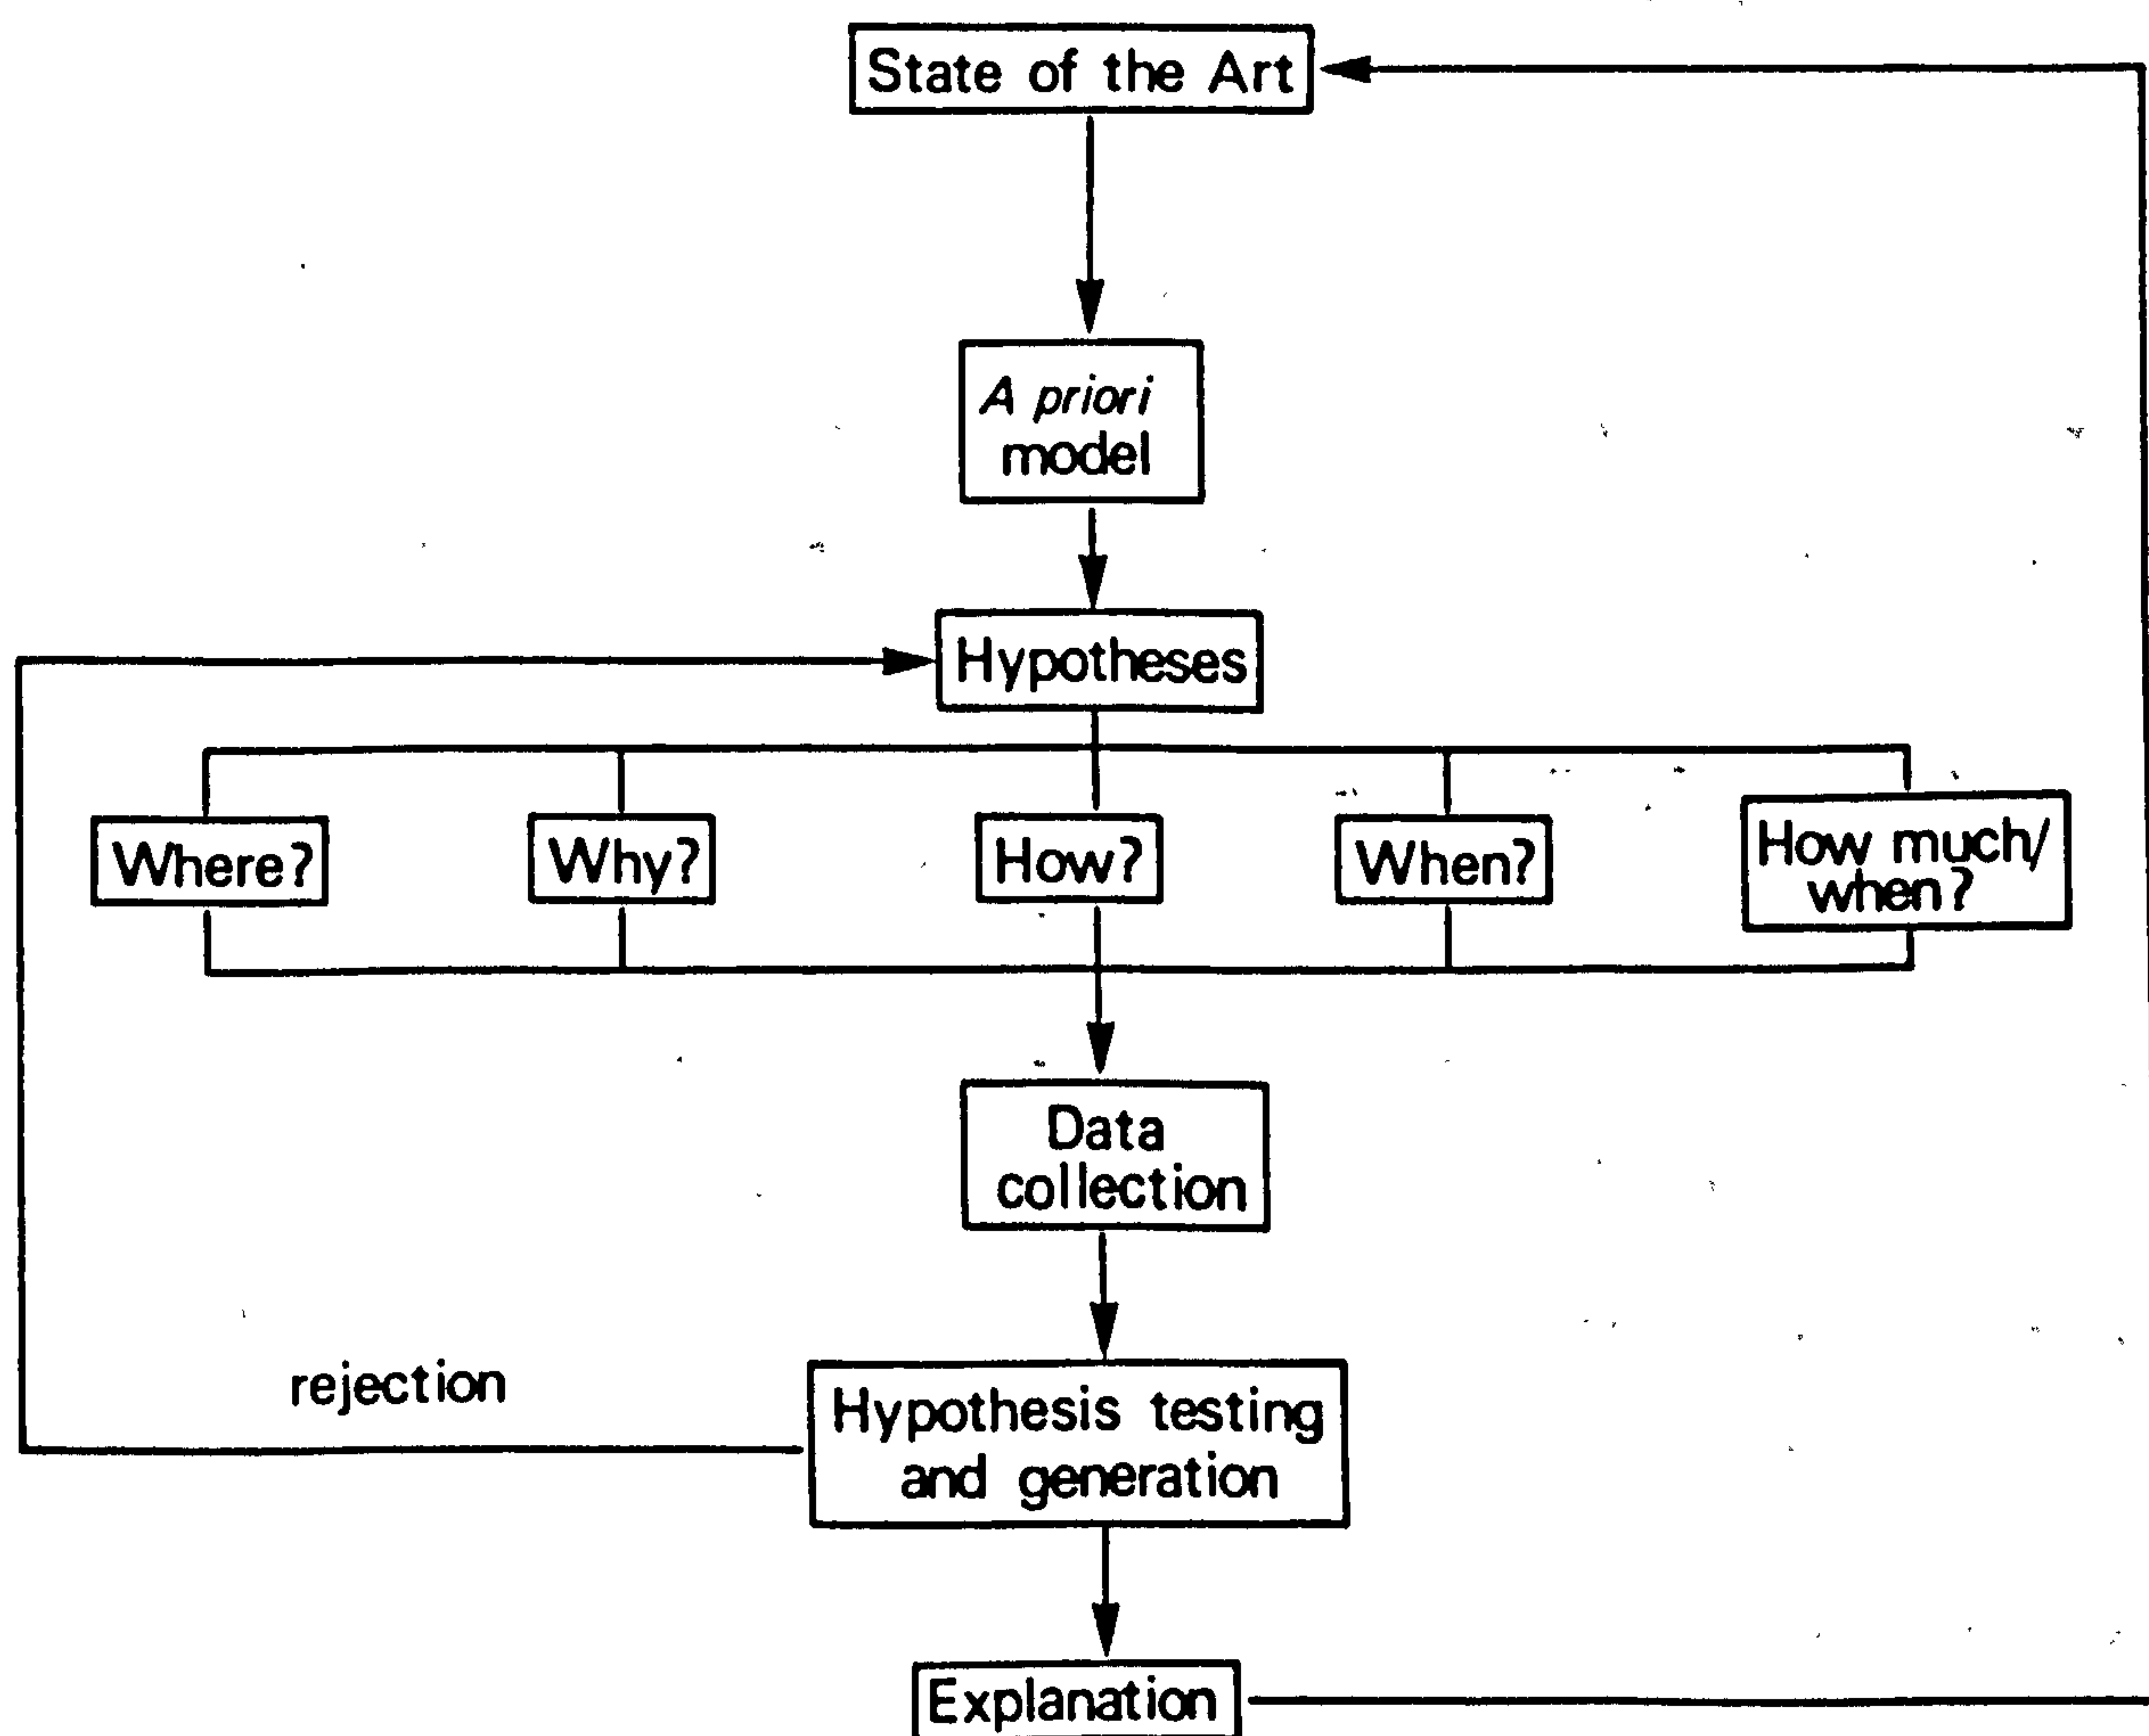 State of the Art
A priori
model
Hypotheses
Where?
Why?
How?
When?
How much/
when?
Data
collection
rejection
Hypothesis testing
and generation
Explanation